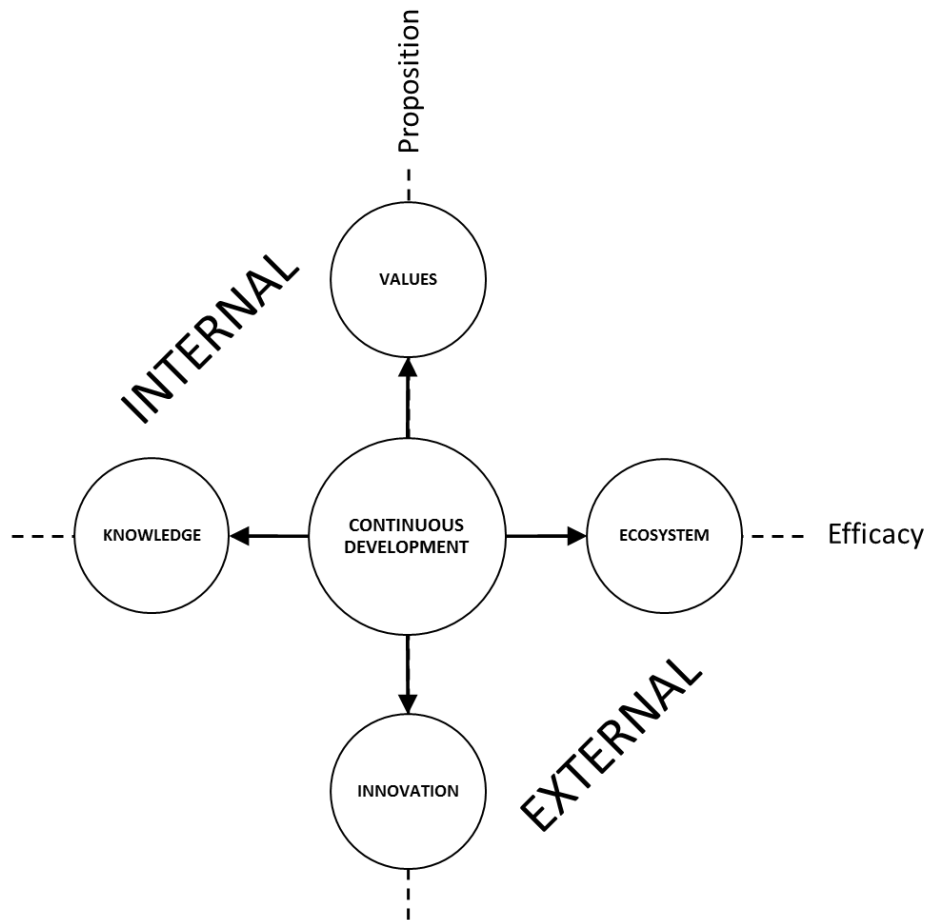 Proposition
VALUES
INTERNAL
KNOWLEDGE
CONTINUOUS
DEVELOPMENT
ECOSYSTEM
Efficacy
INNOVATION
EXTERNAL